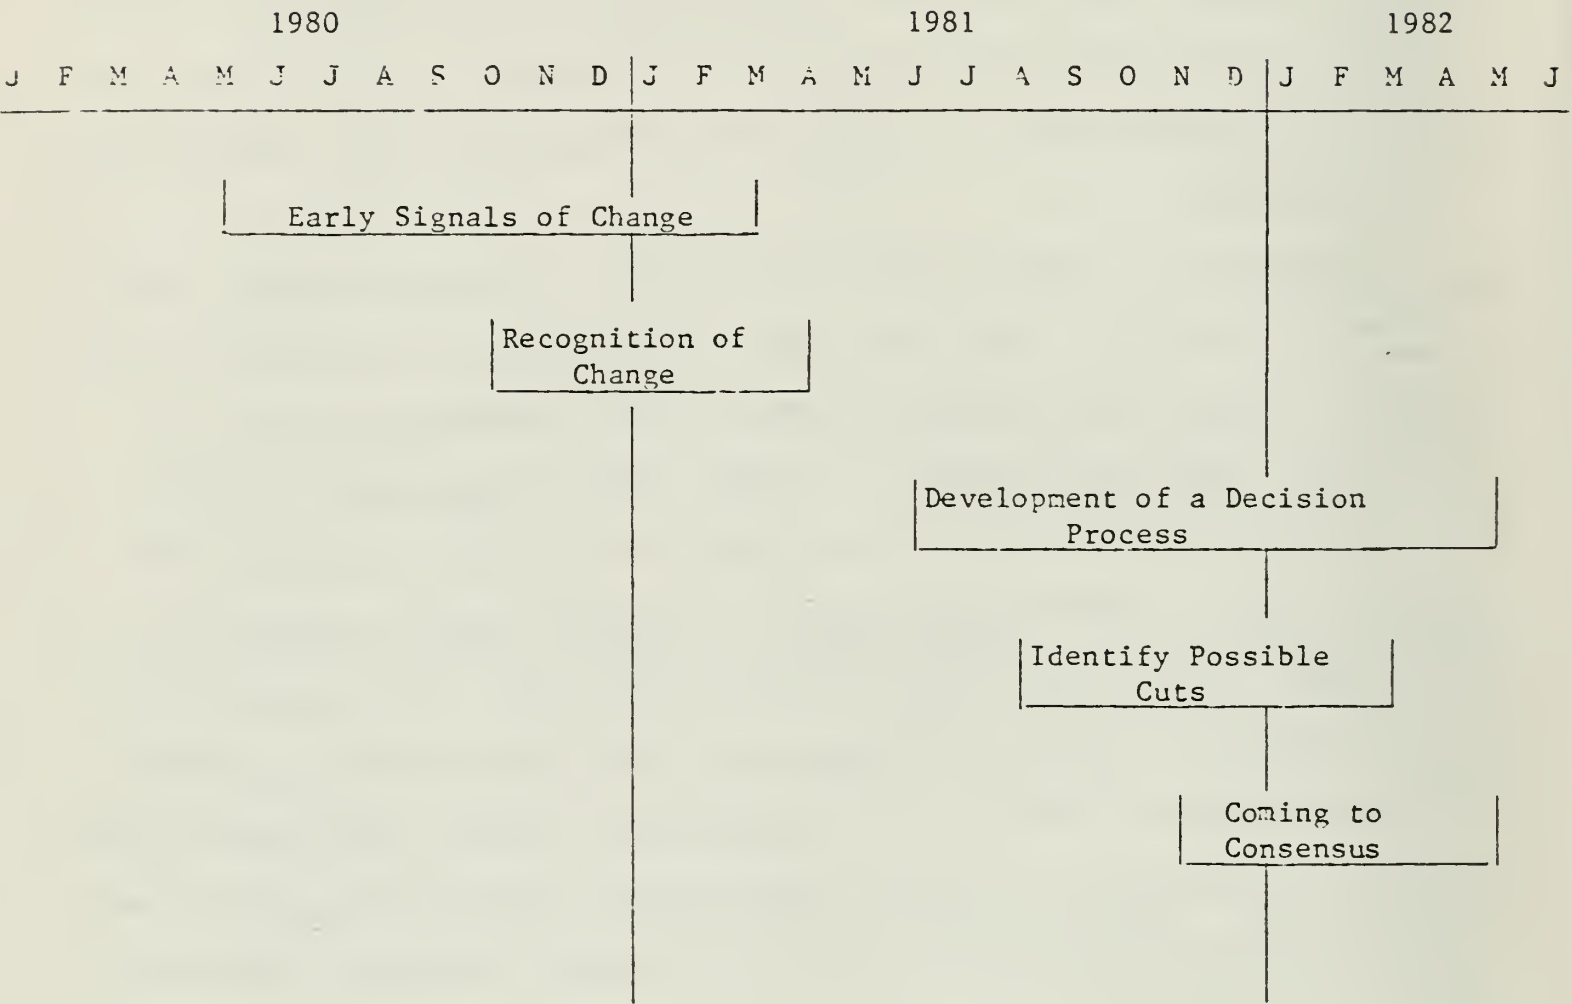 1980 1981 1982
J F M A M J J A S O N D J F M A M J J A S O N D J F M A M J
Early Signals of Change
Recognition of
Change
Development of a Decision
Process
Identify Possible
Cuts
Coming to
Consensus